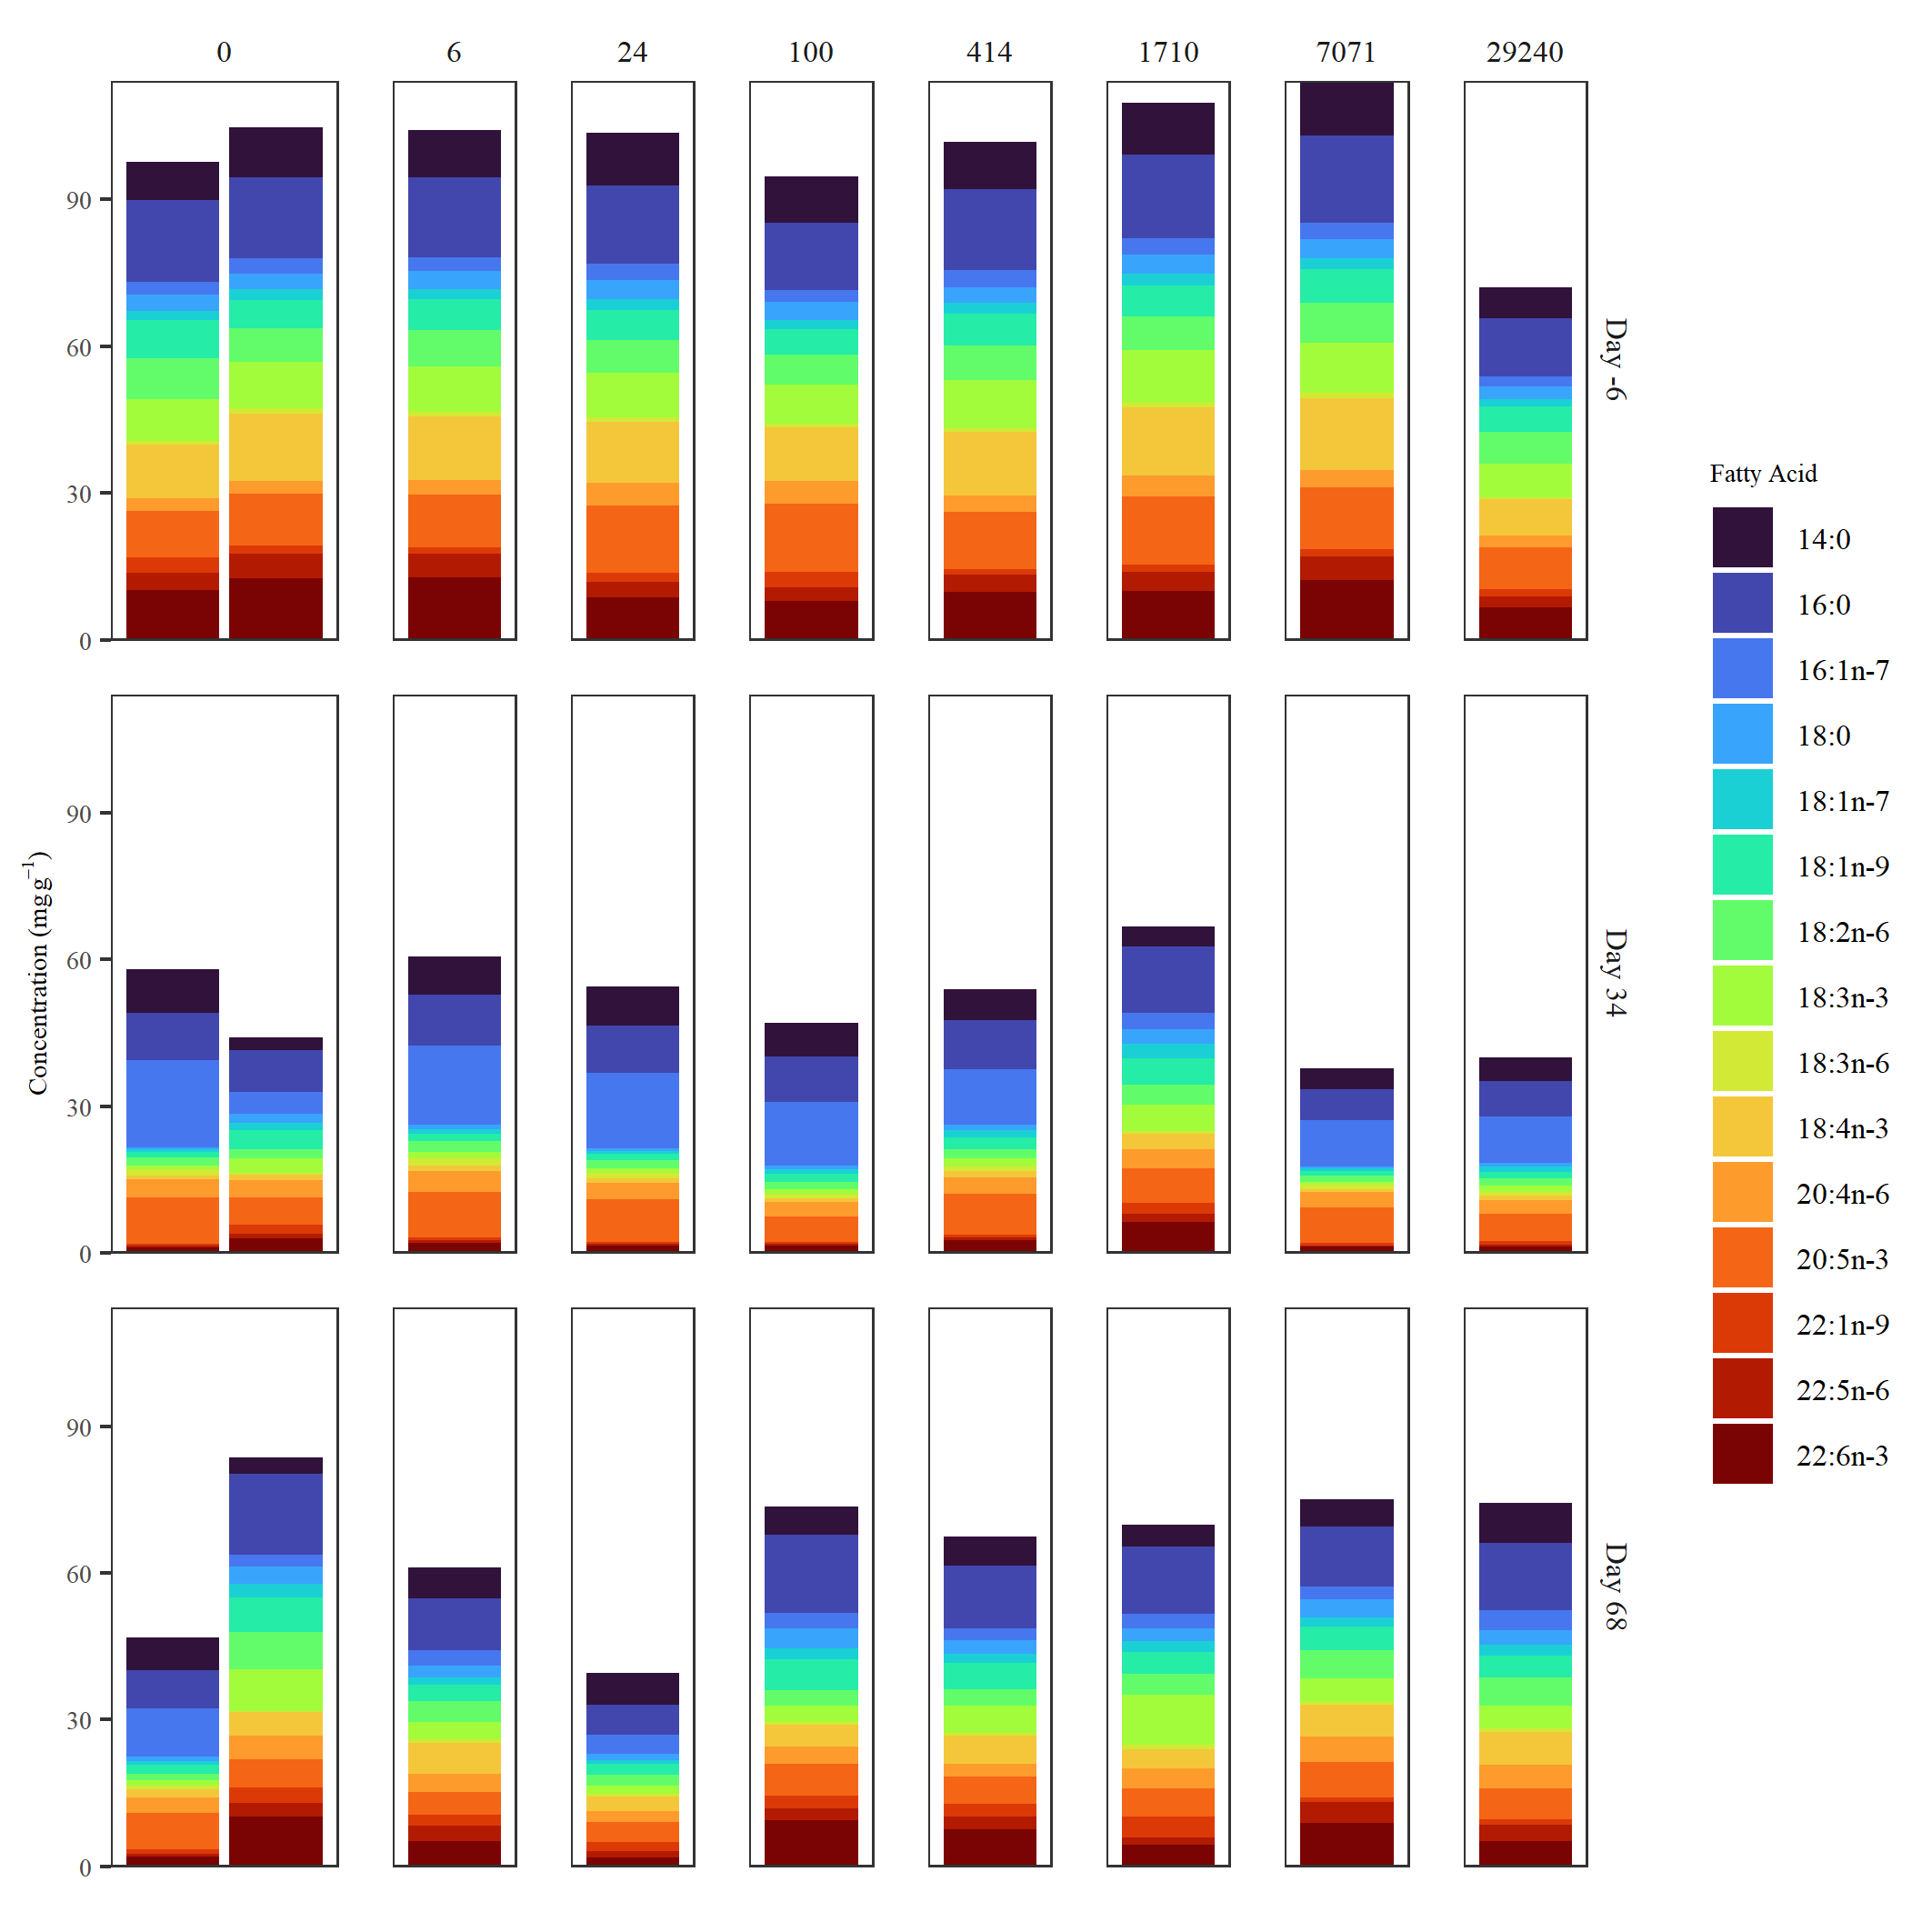 0 6 24 100 414 1710 7071 29240
90
60
30
0
Day -6
90
60
30
0
Day 34
90
60
30
0
Day 68
Concentration (mg g⁻¹)
Fatty Acid
14:0
16:0
16:1n-7
18:0
18:1n-7
18:1n-9
18:2n-6
18:3n-3
18:3n-6
18:4n-3
20:4n-6
20:5n-3
22:1n-9
22:5n-6
22:6n-3